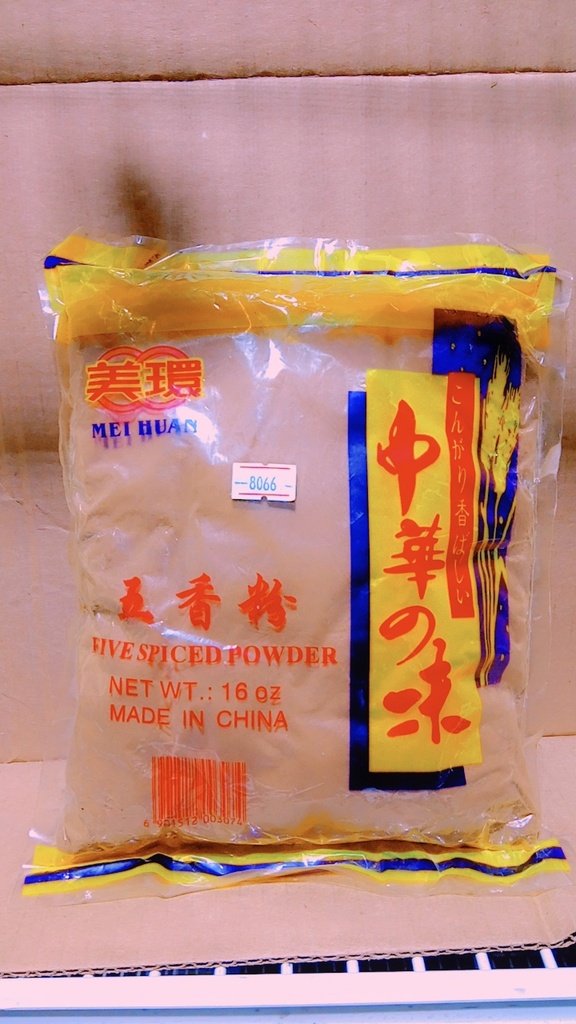 美環
MEI HUAN
--8066-
こんがり香ばしい
中華の味
五香粉
FIVE SPICED POWDER
NET WT.: 16 oz
MADE IN CHINA